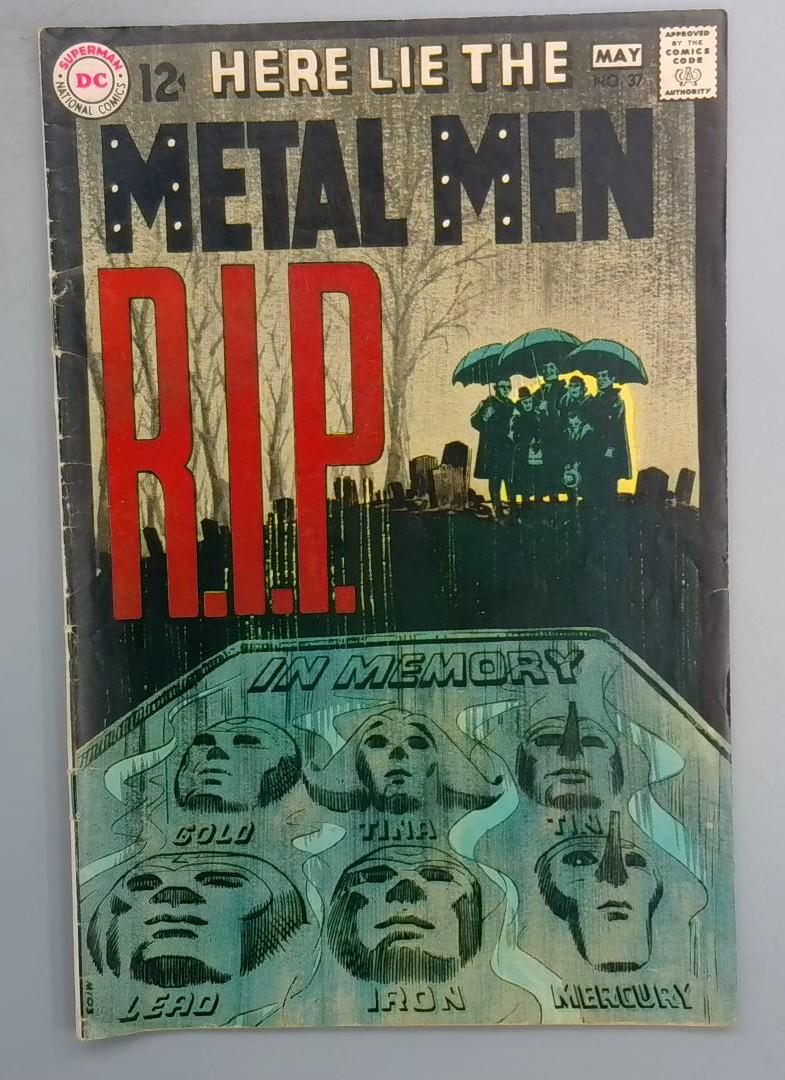 SUPERMAN
DC
NATIONAL COMICS
12¢ HERE LIE THE
MAY
NO. 37
APPROVED
BY THE
COMICS
CODE
CA
AUTHORITY
METAL MEN
R.I.P.
IN MEMORY
GOLD TINA TIN
LEAD IRON MERCURY